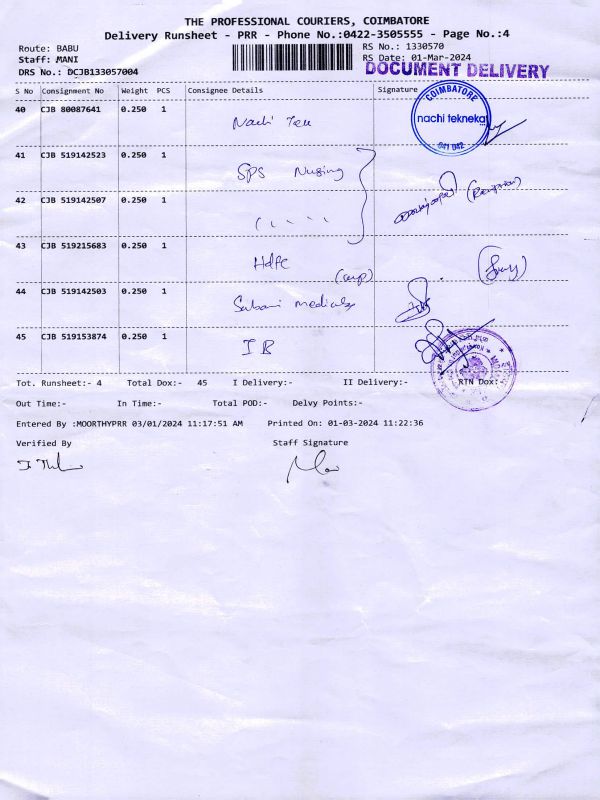 THE PROFESSIONAL COURIERS, COIMBATORE
Delivery Runsheet - PRR - Phone No.:0422-3505555 - Page No.:4
Route: BABU
RS No.: 1330570
Staff: MANI
RS Date: 01-Mar-2024
DRS No.: DCJB133057004
DOCUMENT DELIVERY
S No Consignment No Weight PCS Consignee Details Signature
40 CJB 80087641 0.250 1 Nachi Tek
COIMBATORE
nachi tekneka
641 042
41 CJB 519142523 0.250 1 SPS Nusing
42 CJB 519142507 0.250 1
43 CJB 519215683 0.250 1 Hdfc
44 CJB 519142503 0.250 1 Sabari medicals
45 CJB 519153874 0.250 1 IB
Tot. Runsheet:- 4 Total Dox:- 45 I Delivery:- II Delivery:- RTN Dox:-
Out Time:- In Time:- Total POD:- Delvy Points:-
Entered By :MOORTHYPRR 03/01/2024 11:17:51 AM Printed On: 01-03-2024 11:22:36
Verified By Staff Signature